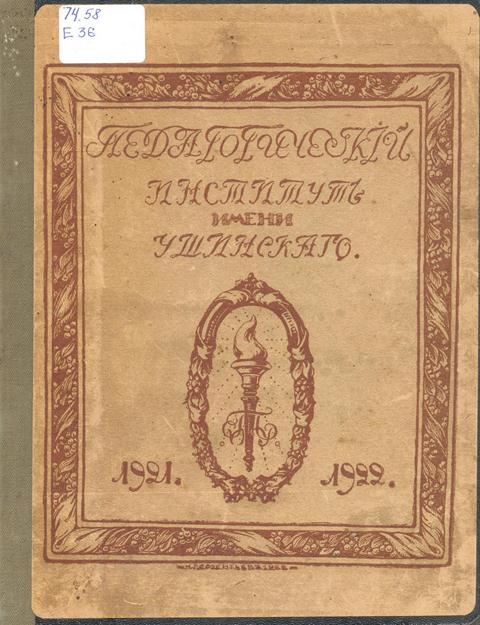 74.58
Е 36
ПЕДАГОГИЧЕСКІЙ
ИНСТИТУТЪ
ИМЕНИ
УШИНСКАГО.
1921. 1922.